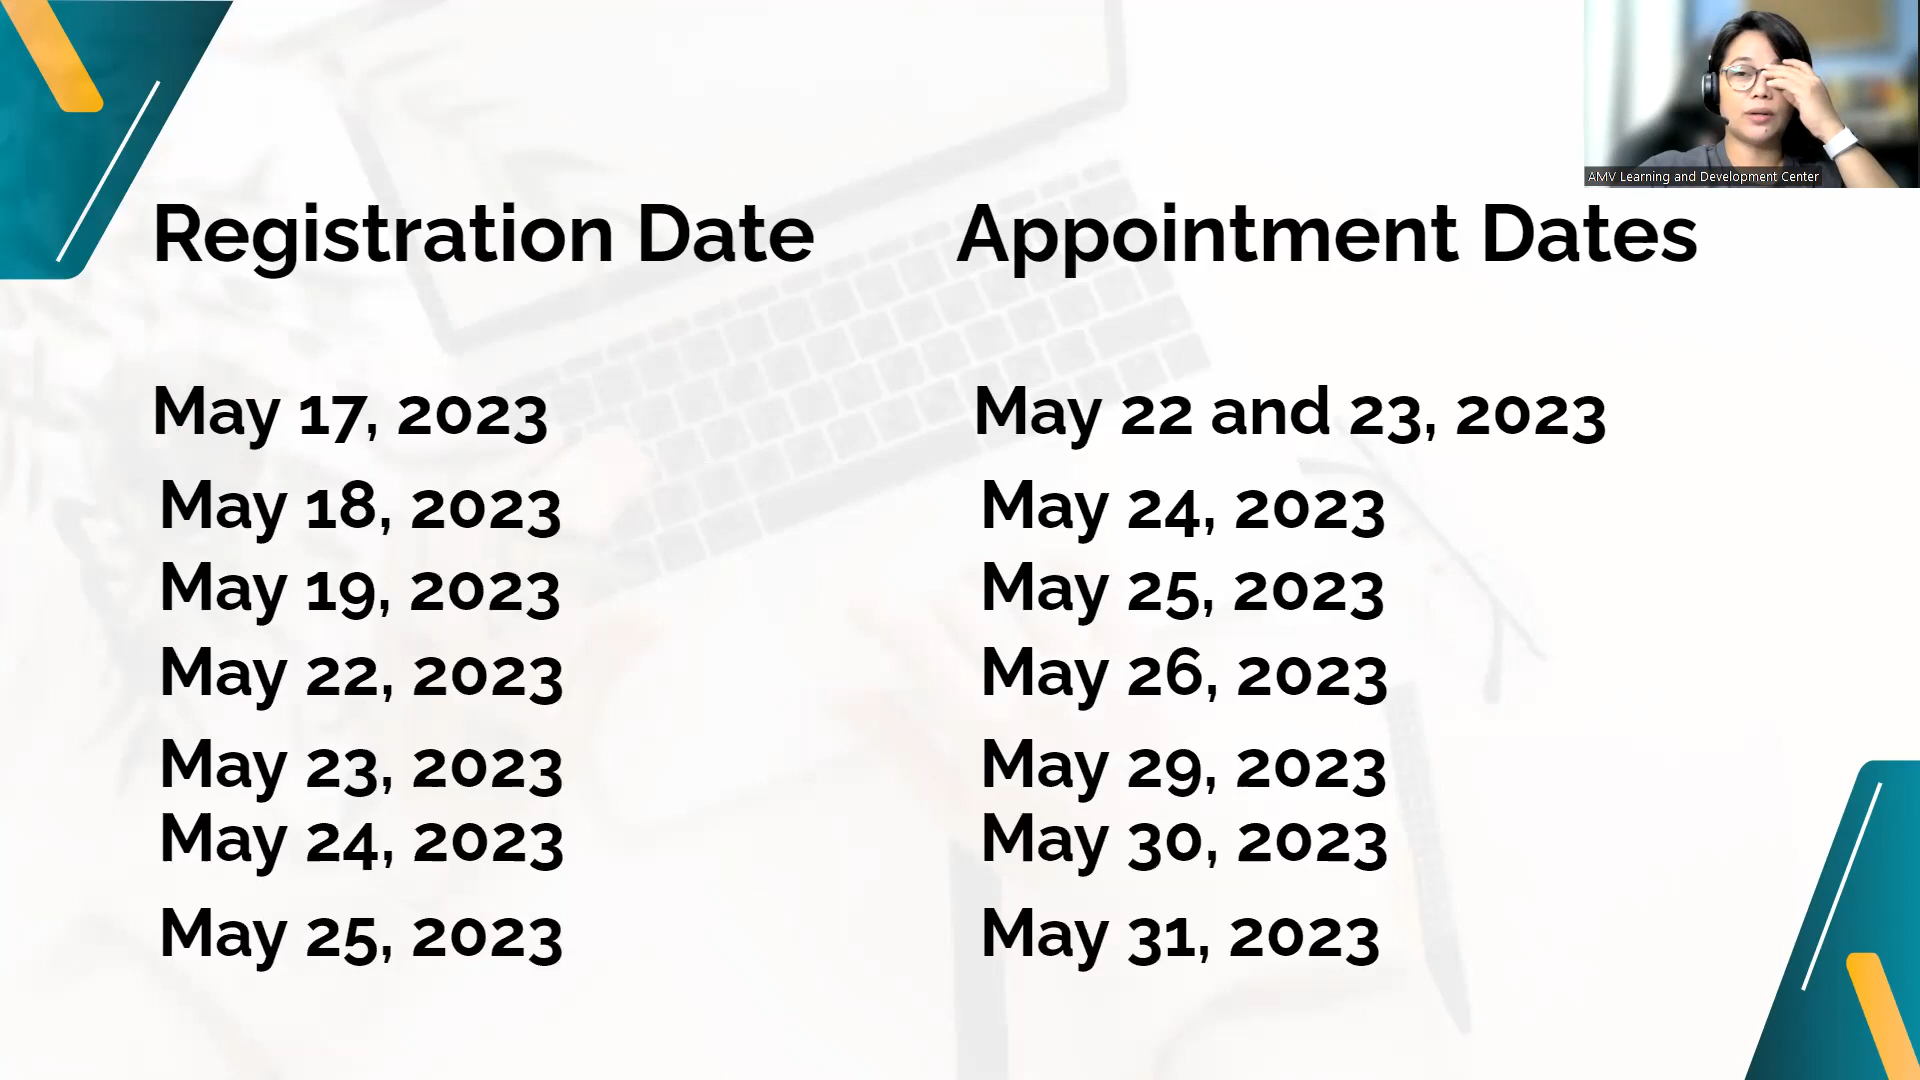 AMV Learning and Development Center
Registration Date Appointment Dates
May 17, 2023 May 22 and 23, 2023
May 18, 2023 May 24, 2023
May 19, 2023 May 25, 2023
May 22, 2023 May 26, 2023
May 23, 2023 May 29, 2023
May 24, 2023 May 30, 2023
May 25, 2023 May 31, 2023